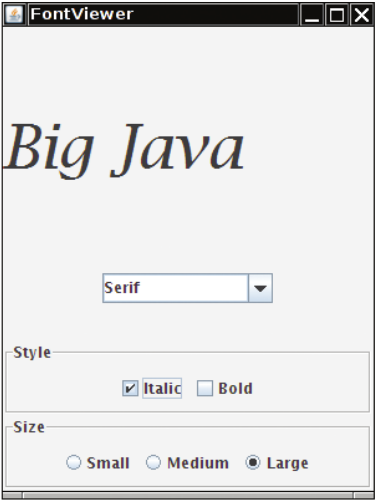 FontViewer
Big Java
Serif
Style
Italic Bold
Size
Small Medium Large